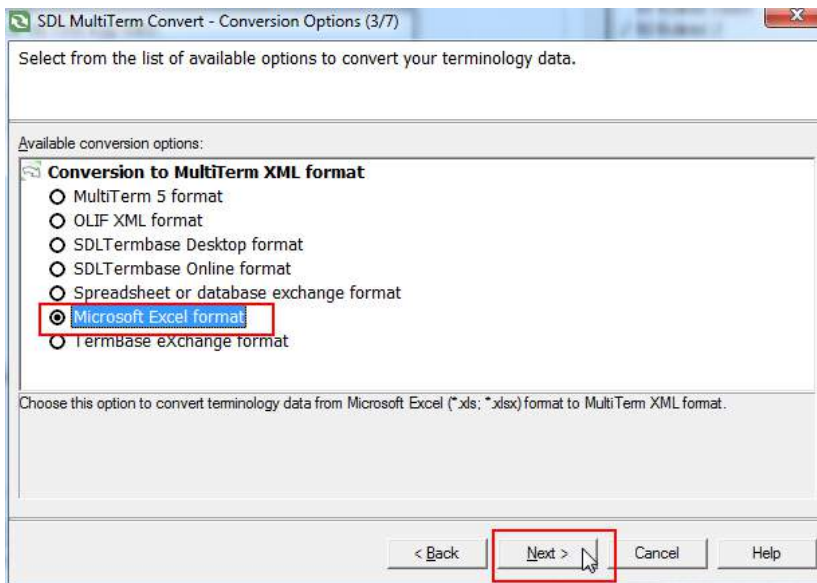 SDL MultiTerm Convert - Conversion Options (3/7)
Select from the list of available options to convert your terminology data.
Available conversion options:
Conversion to MultiTerm XML format
MultiTerm 5 format
OLIF XML format
SDLTermbase Desktop format
SDLTermbase Online format
Spreadsheet or database exchange format
Microsoft Excel format
TermBase eXchange format
Choose this option to convert terminology data from Microsoft Excel (*.xls; *.xlsx) format to MultiTerm XML format.
< Back Next > Cancel Help